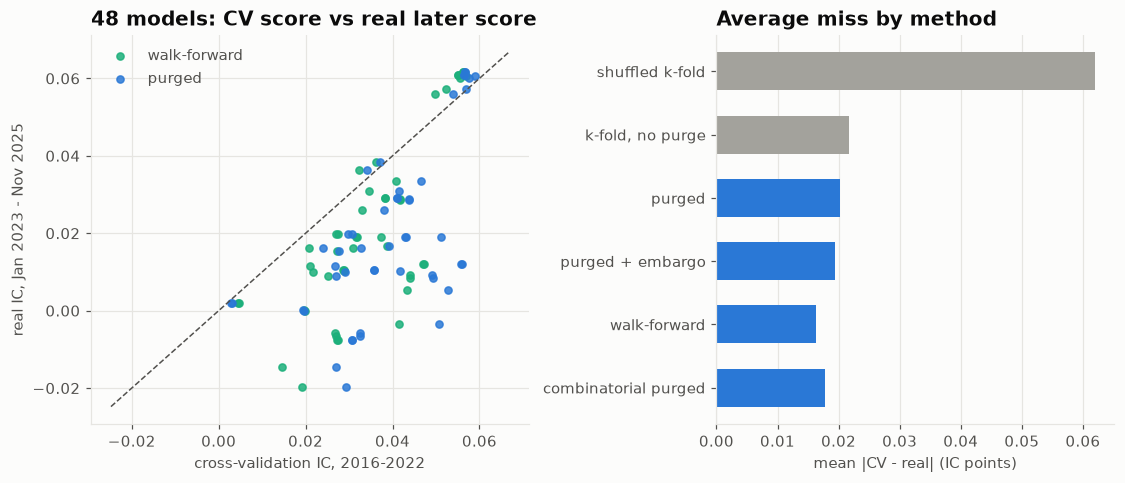 48 models: CV score vs real later score
walk-forward
purged
0.06
0.04
0.02
0.00
−0.02
real IC, Jan 2023 - Nov 2025
−0.02 0.00 0.02 0.04 0.06
cross-validation IC, 2016-2022
Average miss by method
shuffled k-fold
k-fold, no purge
purged
purged + embargo
walk-forward
combinatorial purged
0.00 0.01 0.02 0.03 0.04 0.05 0.06
mean |CV - real| (IC points)